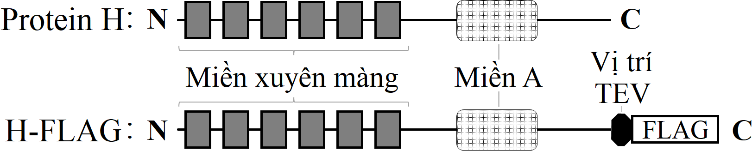 Protein H: N C
Miền xuyên màng Miền A Vị trí
TEV
H-FLAG: N FLAG C